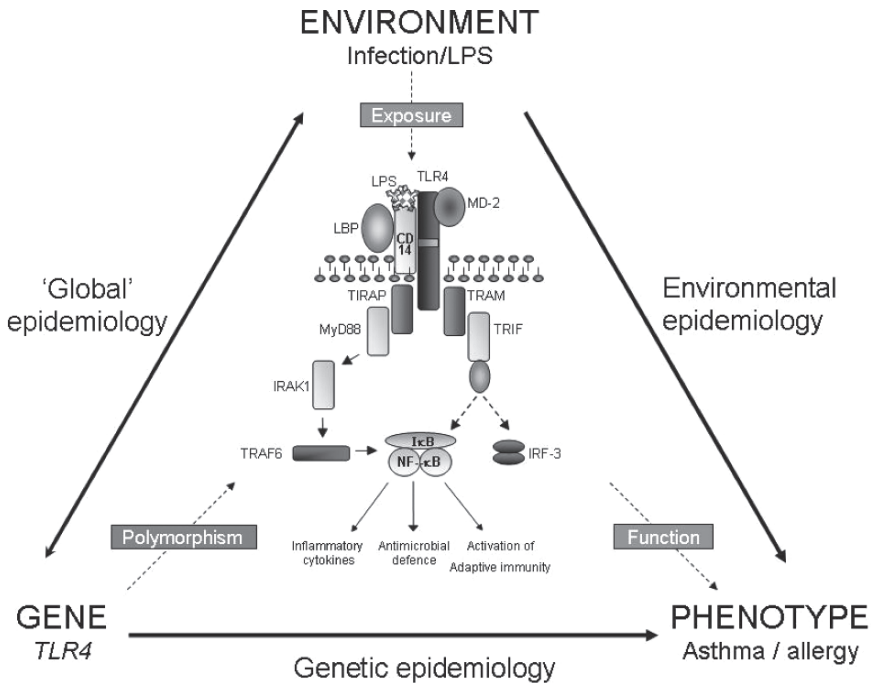 ENVIRONMENT
Infection/LPS
Exposure
LPS
TLR4
MD-2
LBP
CD
14
'Global'
epidemiology
Environmental
epidemiology
TIRAP
TRAM
MyD88
TRIF
IRAK1
TRAF6
IκB
NF-κB
IRF-3
Polymorphism
Function
Inflammatory
cytokines
Antimicrobial
defence
Activation of
Adaptive immunity
GENE
TLR4
PHENOTYPE
Asthma / allergy
Genetic epidemiology